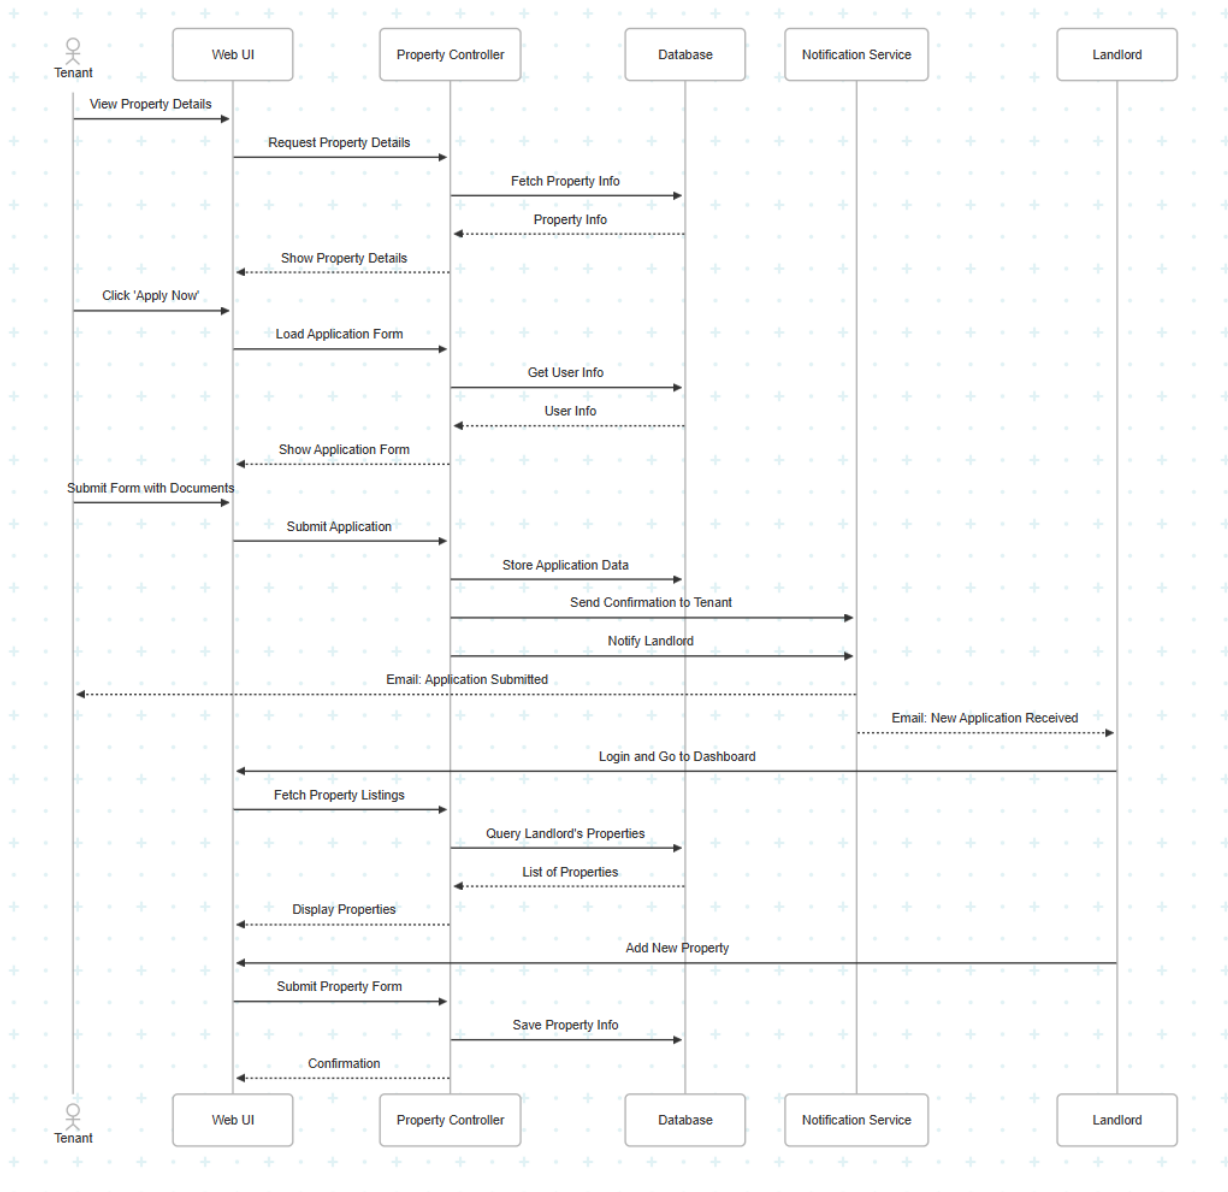 Tenant
Web UI
Property Controller
Database
Notification Service
Landlord
View Property Details
Request Property Details
Fetch Property Info
Property Info
Show Property Details
Click 'Apply Now'
Load Application Form
Get User Info
User Info
Show Application Form
Submit Form with Documents
Submit Application
Store Application Data
Send Confirmation to Tenant
Notify Landlord
Email: Application Submitted
Email: New Application Received
Login and Go to Dashboard
Fetch Property Listings
Query Landlord's Properties
List of Properties
Display Properties
Add New Property
Submit Property Form
Save Property Info
Confirmation
Tenant
Web UI
Property Controller
Database
Notification Service
Landlord